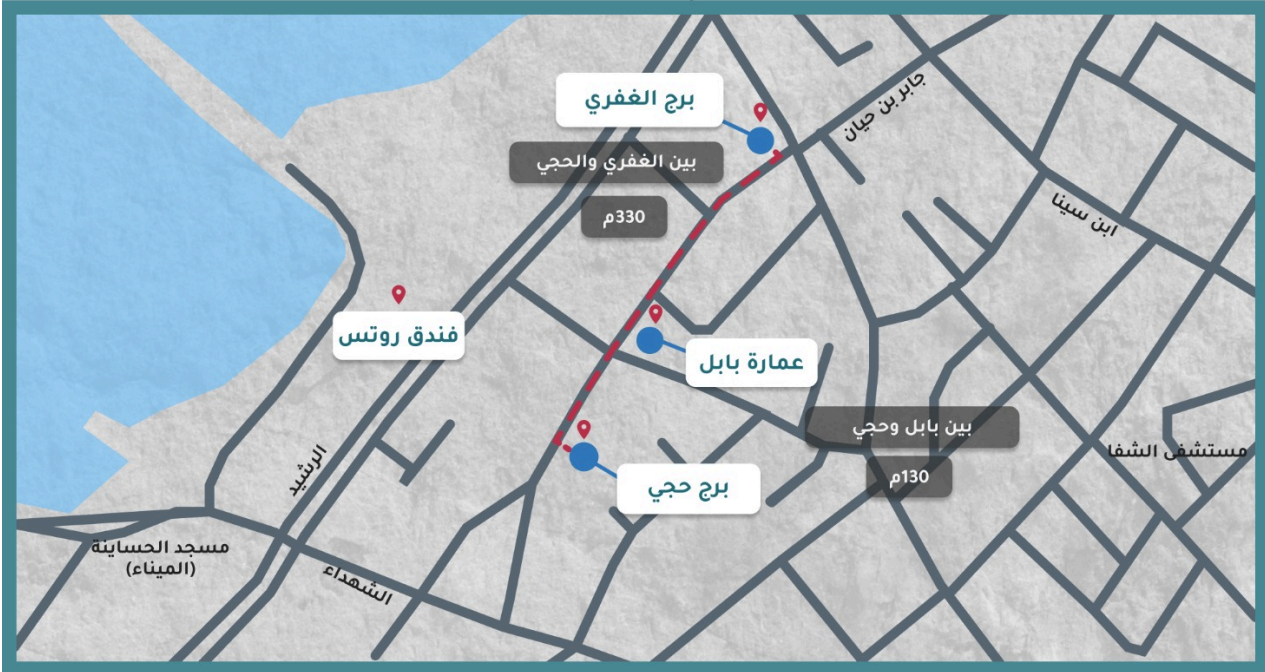 برج الغفري
جابر بن حيان
بين الغفري والحجي
330م
ابن سينا
فندق روتس
عمارة بابل
بين بابل وحجي
130م
مستشفى الشفا
الرشيد
برج حجي
مسجد الحساينة
(الميناء)
الشهداء